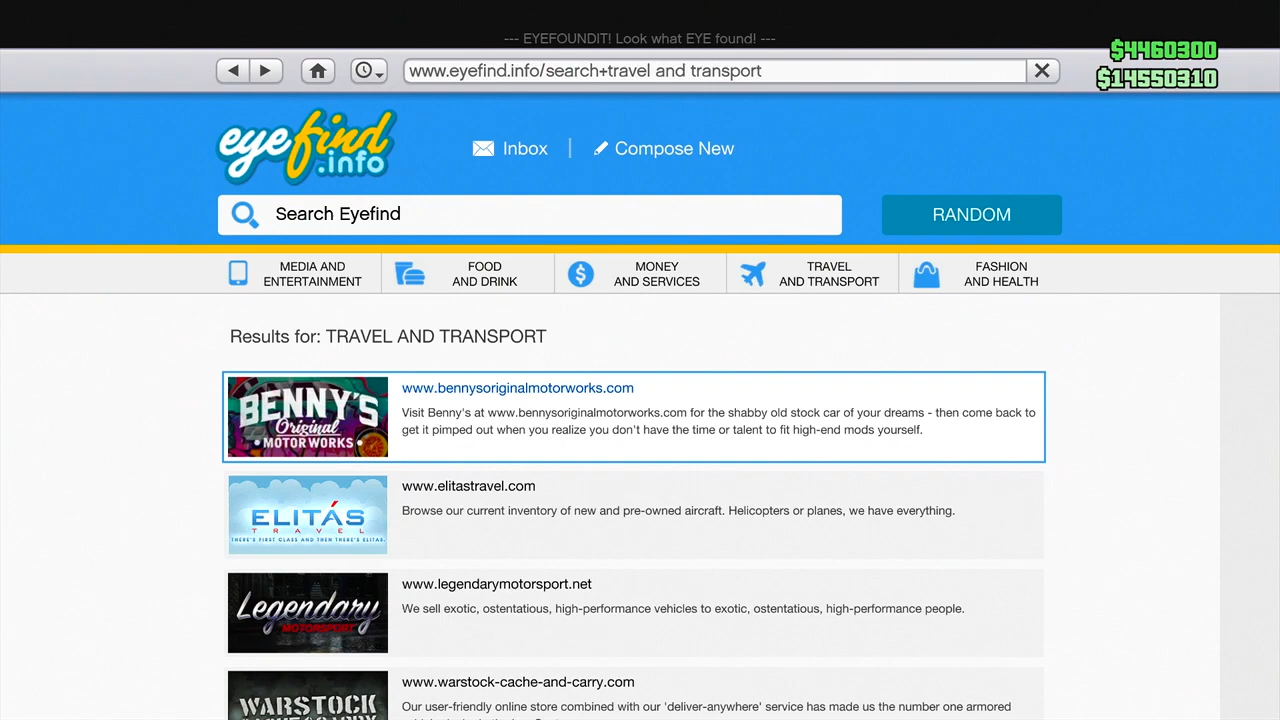 --- EYEFOUNDIT! Look what EYE found! ---
$4460300
www.eyefind.info/search+travel and transport
$14550310
eyefind
.info
Inbox
Compose New
Search Eyefind
RANDOM
MEDIA AND
ENTERTAINMENT
FOOD
AND DRINK
MONEY
AND SERVICES
TRAVEL
AND TRANSPORT
FASHION
AND HEALTH
Results for: TRAVEL AND TRANSPORT
BENNY'S
Original
MOTOR WORKS
www.bennysoriginalmotorworks.com
Visit Benny's at www.bennysoriginalmotorworks.com for the shabby old stock car of your dreams - then come back to
get it pimped out when you realize you don't have the time or talent to fit high-end mods yourself.
ELITÁS
TRAVEL
THERE'S FIRST CLASS AND THEN THERE'S ELITAS.
www.elitastravel.com
Browse our current inventory of new and pre-owned aircraft. Helicopters or planes, we have everything.
Legendary
MOTORSPORT
www.legendarymotorsport.net
We sell exotic, ostentatious, high-performance vehicles to exotic, ostentatious, high-performance people.
WARSTOCK
www.warstock-cache-and-carry.com
Our user-friendly online store combined with our 'deliver-anywhere' service has made us the number one armored